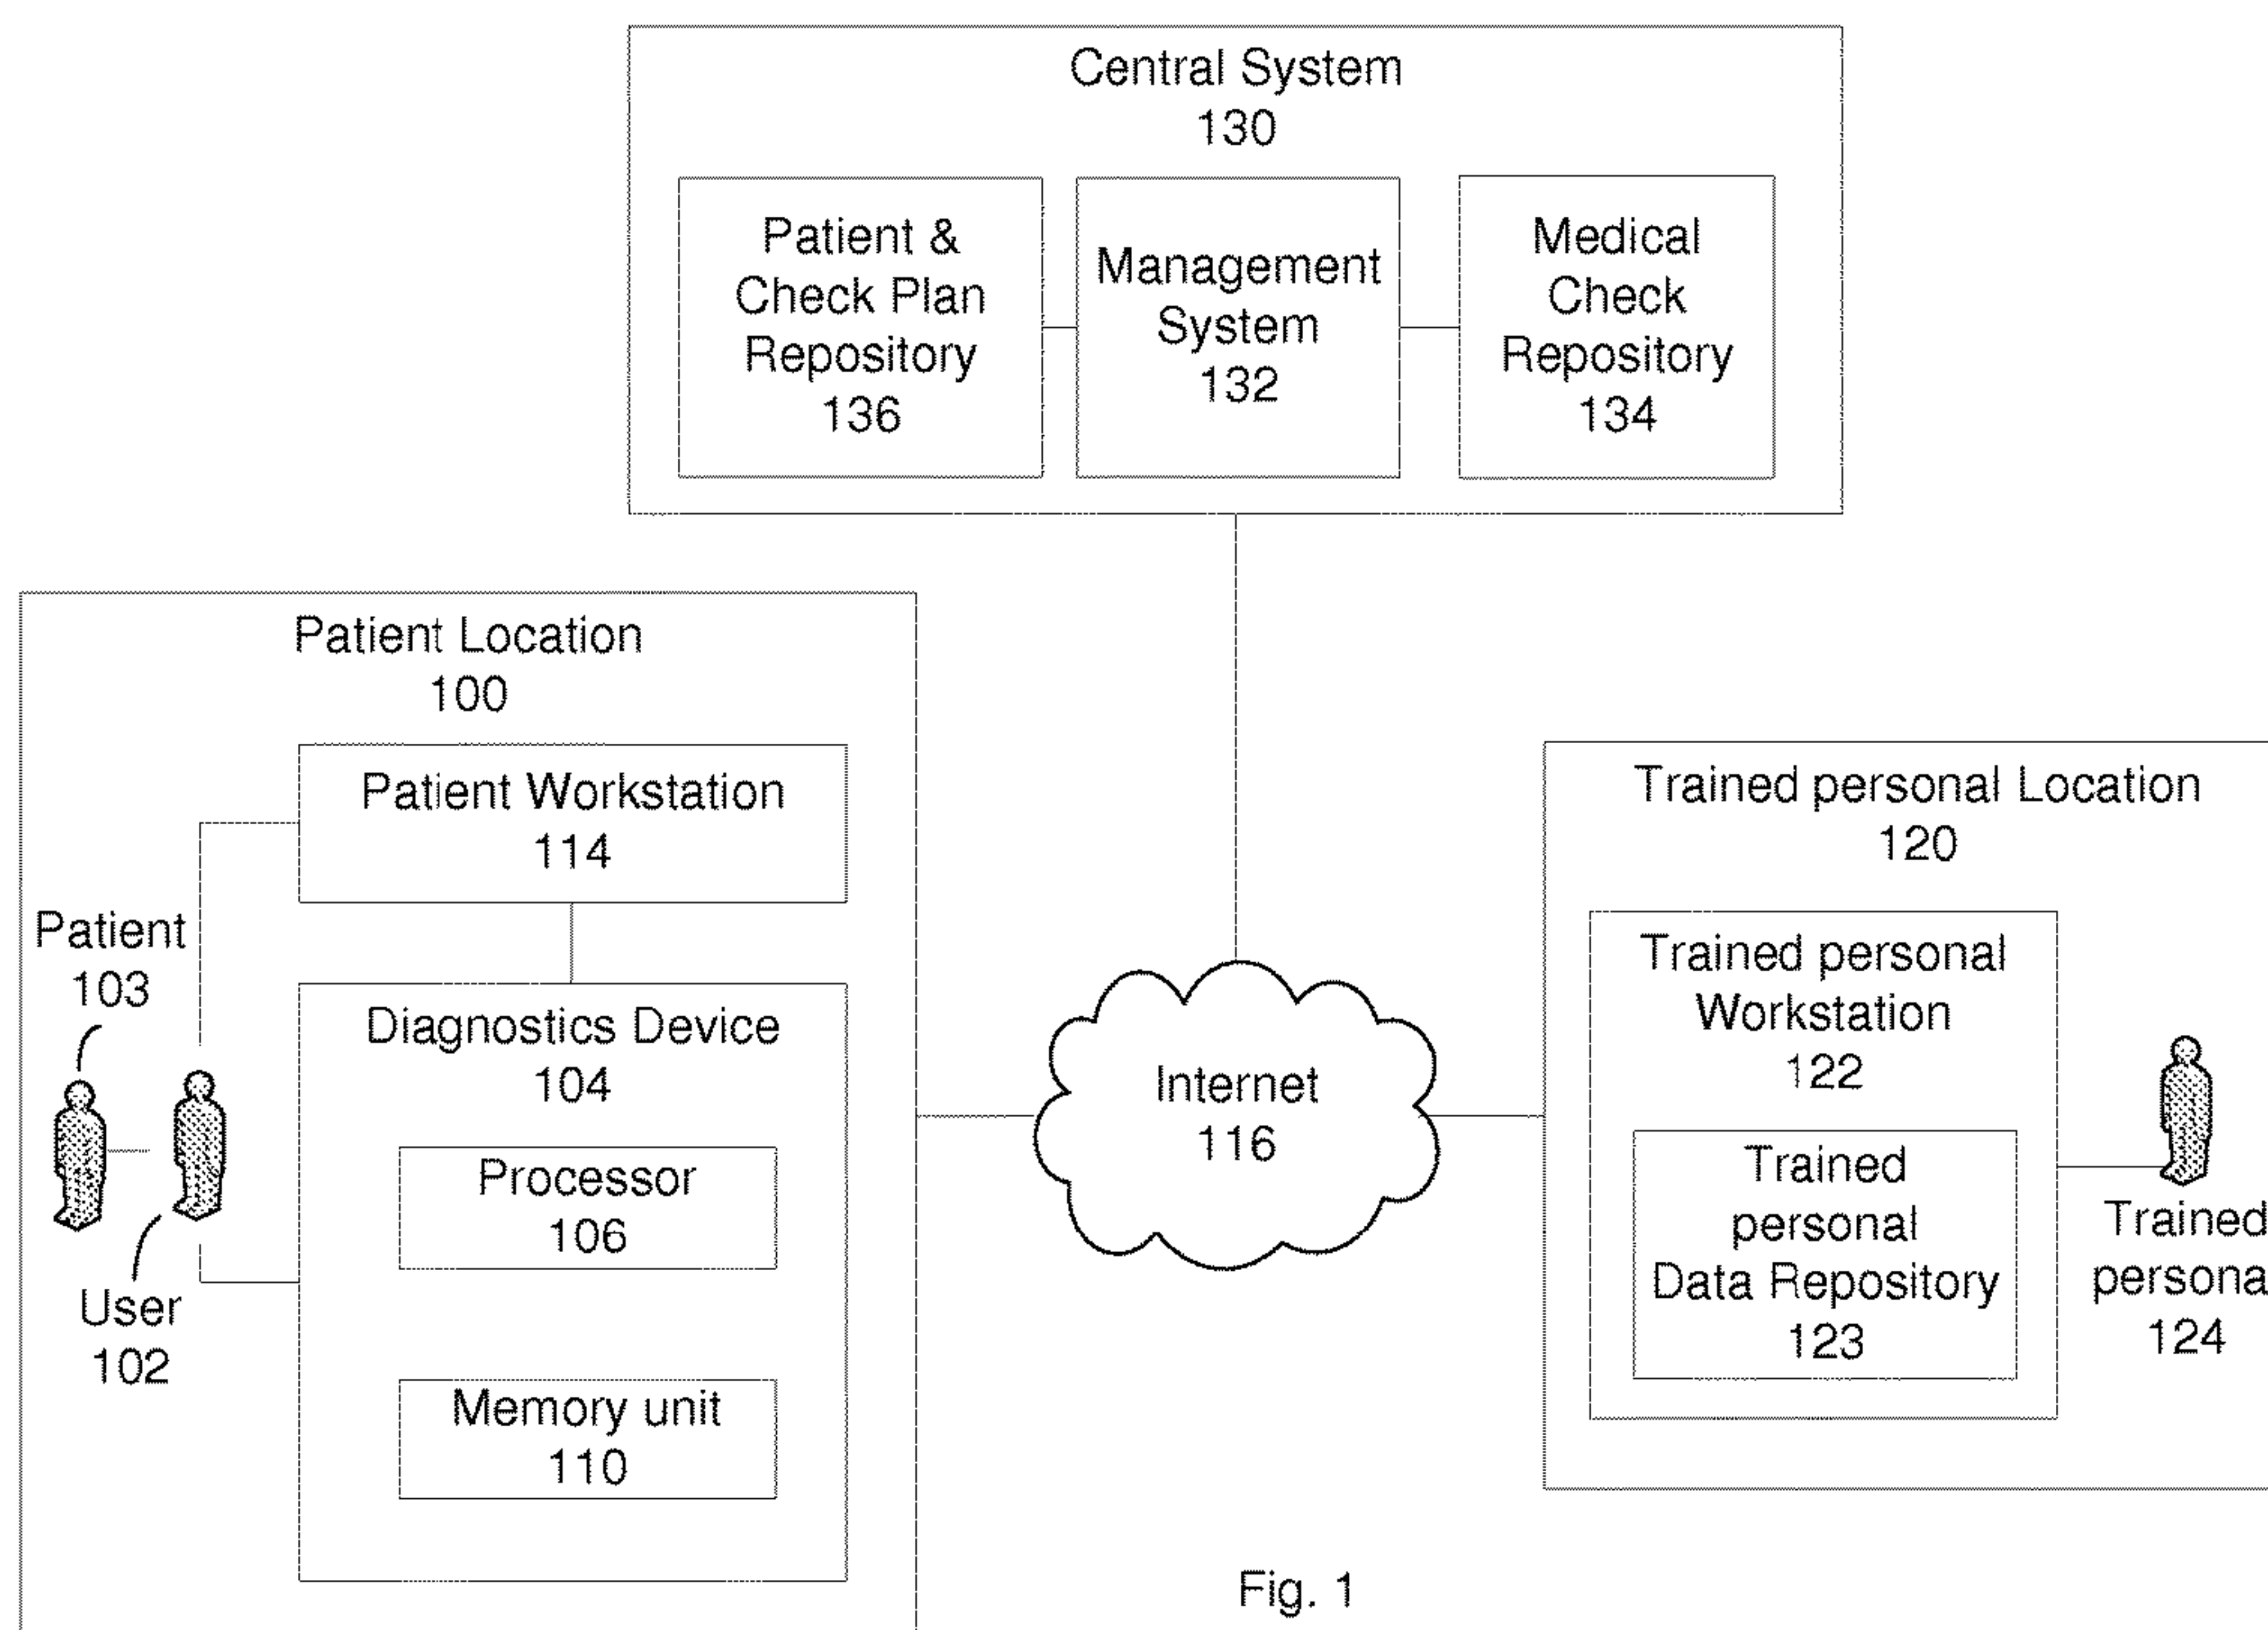 Central System
130
Patient &
Check Plan
Repository
136
Management
System
132
Medical
Check
Repository
134
Patient Location
100
Patient Workstation
114
Patient
103
Diagnostics Device
104
Processor
106
User
102
Memory unit
110
Internet
116
Trained personal Location
120
Trained personal
Workstation
122
Trained
personal
Data Repository
123
Trained
persona
124
Fig. 1